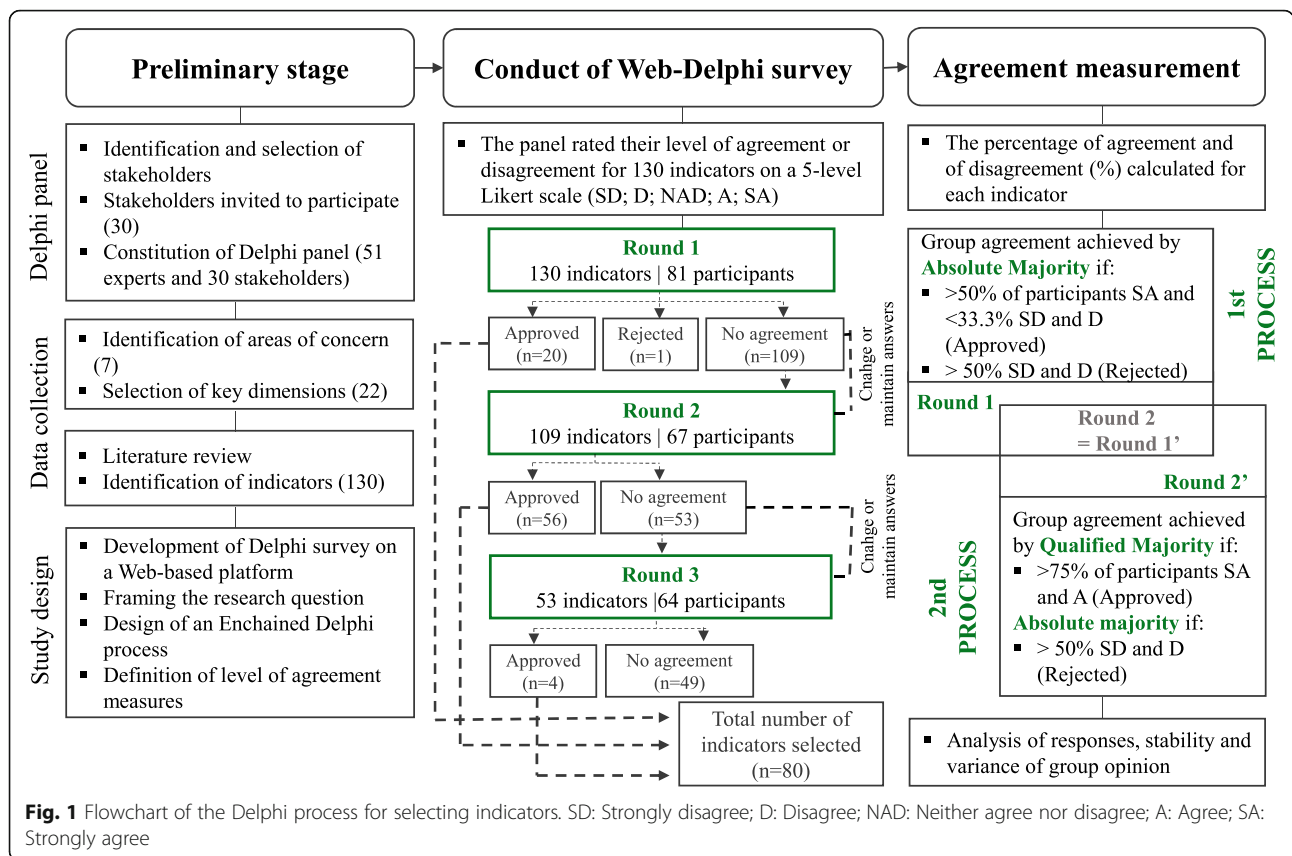 Preliminary stage
Conduct of Web-Delphi survey
Agreement measurement
Delphi panel
▪ Identification and selection of
stakeholders
▪ Stakeholders invited to participate
(30)
▪ Constitution of Delphi panel (51
experts and 30 stakeholders)
Data collection
▪ Identification of areas of concern
(7)
▪ Selection of key dimensions (22)
▪ Literature review
▪ Identification of indicators (130)
Study design
▪ Development of Delphi survey on
a Web-based platform
▪ Framing the research question
▪ Design of an Enchained Delphi
process
▪ Definition of level of agreement
measures
▪ The panel rated their level of agreement or
disagreement for 130 indicators on a 5-level
Likert scale (SD; D; NAD; A; SA)
Round 1
130 indicators | 81 participants
Approved
(n=20)
Rejected
(n=1)
No agreement
(n=109)
Cnahge or
maintain answers
Round 2
109 indicators | 67 participants
Approved
(n=56)
No agreement
(n=53)
Cnahge or
maintain answers
Round 3
53 indicators |64 participants
Approved
(n=4)
No agreement
(n=49)
Total number of
indicators selected
(n=80)
▪ The percentage of agreement and
of disagreement (%) calculated for
each indicator
Group agreement achieved by
Absolute Majority if:
▪ >50% of participants SA and
<33.3% SD and D
(Approved)
▪ > 50% SD and D (Rejected)
1st
PROCESS
Round 1
Round 2
= Round 1’
Round 2’
2nd
PROCESS
Group agreement achieved
by Qualified Majority if:
▪ >75% of participants SA
and A (Approved)
Absolute majority if:
▪ > 50% SD and D
(Rejected)
▪ Analysis of responses, stability and
variance of group opinion
Fig. 1 Flowchart of the Delphi process for selecting indicators. SD: Strongly disagree; D: Disagree; NAD: Neither agree nor disagree; A: Agree; SA:
Strongly agree